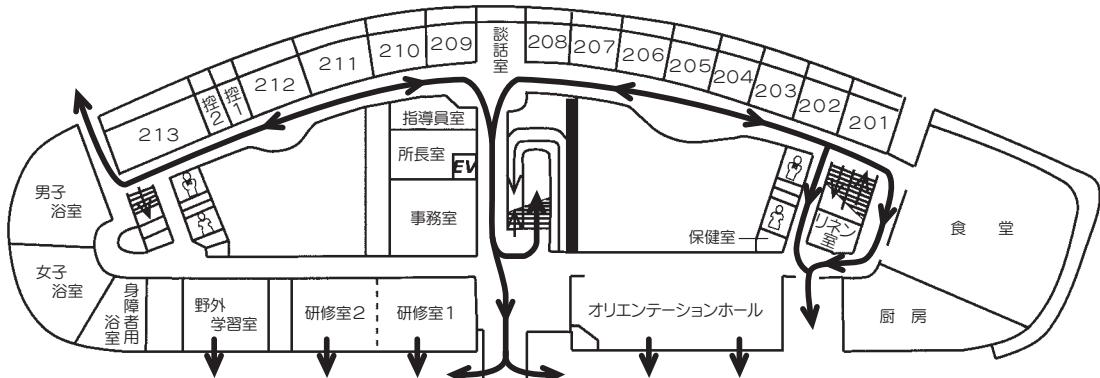 談話室
209
208
210
207
211
206
212
205
控1
控2
204
213
203
202
201
指導員室
所長室
EV
事務室
男子
浴室
女子
浴室
身障者用
浴室
野外
学習室
研修室2
研修室1
オリエンテーションホール
保健室
リネン
室
食堂
厨房